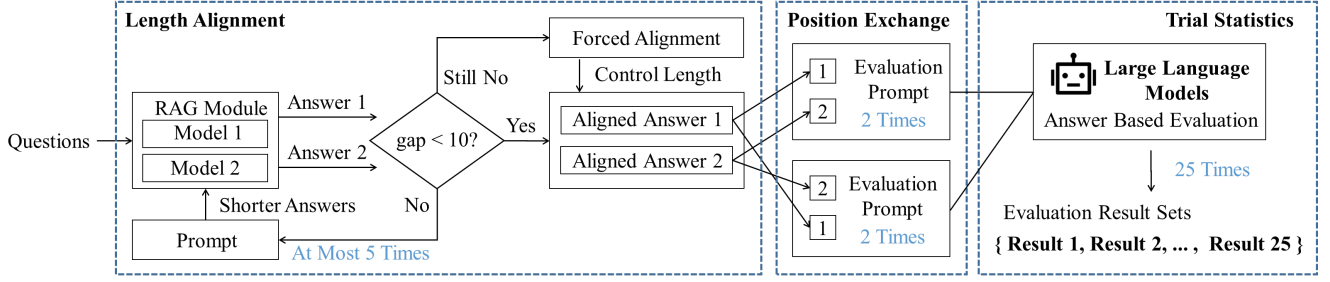 Length Alignment
Questions
RAG Module
Model 1
Model 2
Answer 1
Answer 2
Shorter Answers
Prompt
At Most 5 Times
gap < 10?
Still No
No
Yes
Forced Alignment
Control Length
Aligned Answer 1
Aligned Answer 2
Position Exchange
1
2
Evaluation
Prompt
2 Times
2
1
Evaluation
Prompt
2 Times
Trial Statistics
Large Language
Models
Answer Based Evaluation
25 Times
Evaluation Result Sets
{ Result 1, Result 2, ... , Result 25 }